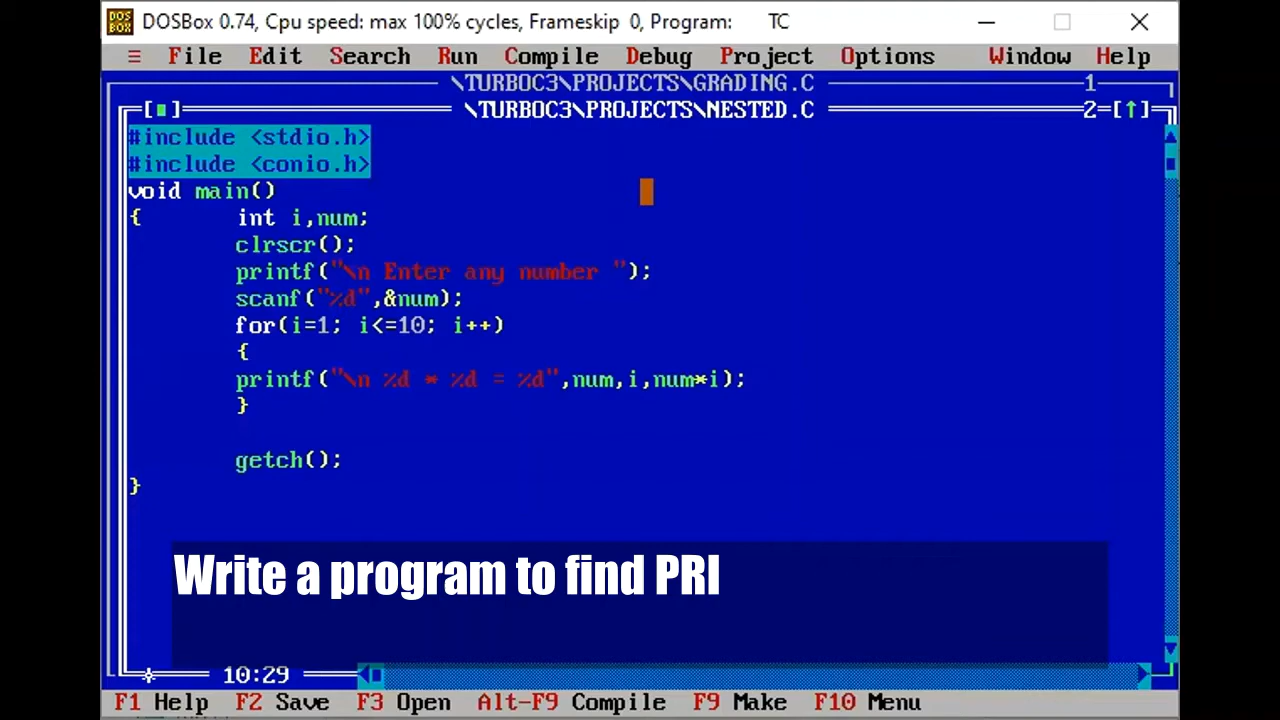 DOSBox 0.74, Cpu speed: max 100% cycles, Frameskip 0, Program: TC
≡ File Edit Search Run Compile Debug Project Options Window Help
\TURBOC3\PROJECTS\GRADING.C 1
\TURBOC3\PROJECTS\NESTED.C 2=[↑]
#include <stdio.h>
#include <conio.h>
void main()
{ int i,num;
clrscr();
printf("\n Enter any number ");
scanf("%d",&num);
for(i=1; i<=10; i++)
{
printf("\n %d * %d = %d",num,i,num*i);
}
getch();
}
Write a program to find PRI
10:29
F1 Help F2 Save F3 Open Alt-F9 Compile F9 Make F10 Menu